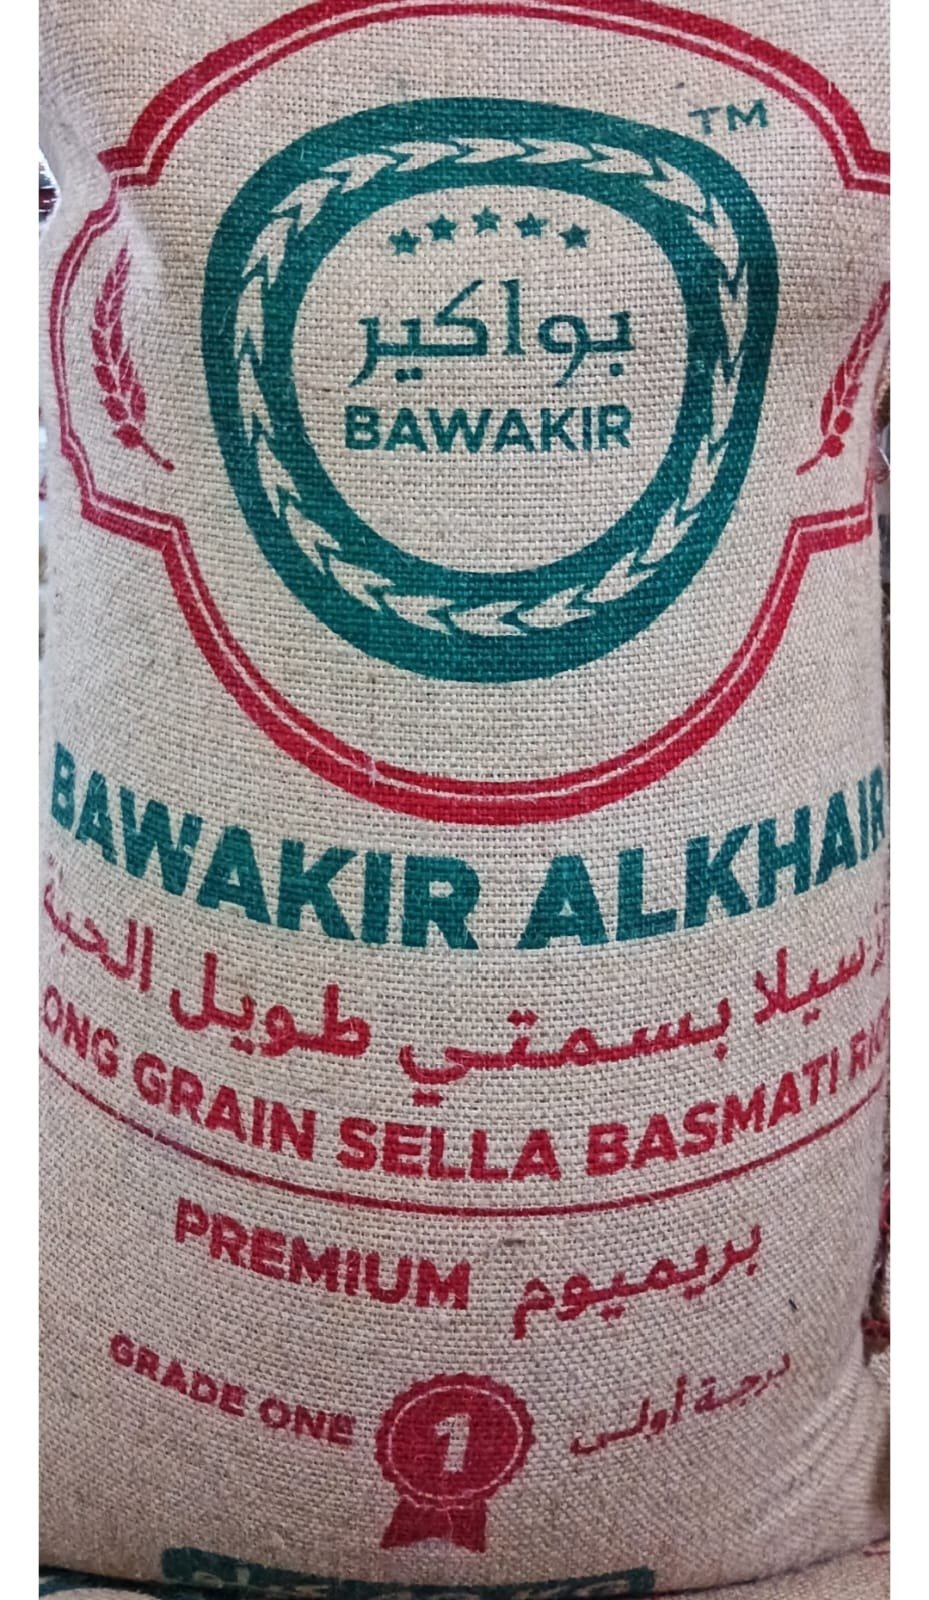 TM
بواكير
BAWAKIR
BAWAKIR ALKHAIR
سيلا بسمتي طويل الحبة
GRAIN SELLA BASMATI
PREMIUM بريميوم
GRADE ONE 1 درجة أولى